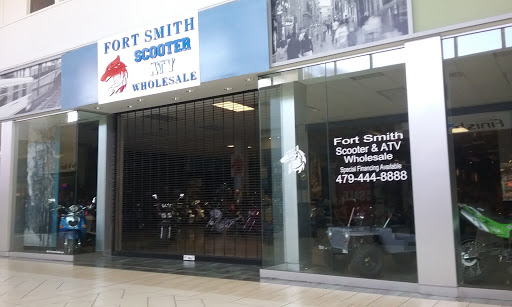 FORT SMITH
SCOOTER
ATV
WHOLESALE
Fort Smith
Scooter & ATV
Wholesale
Special Financing Available
479-444-8888